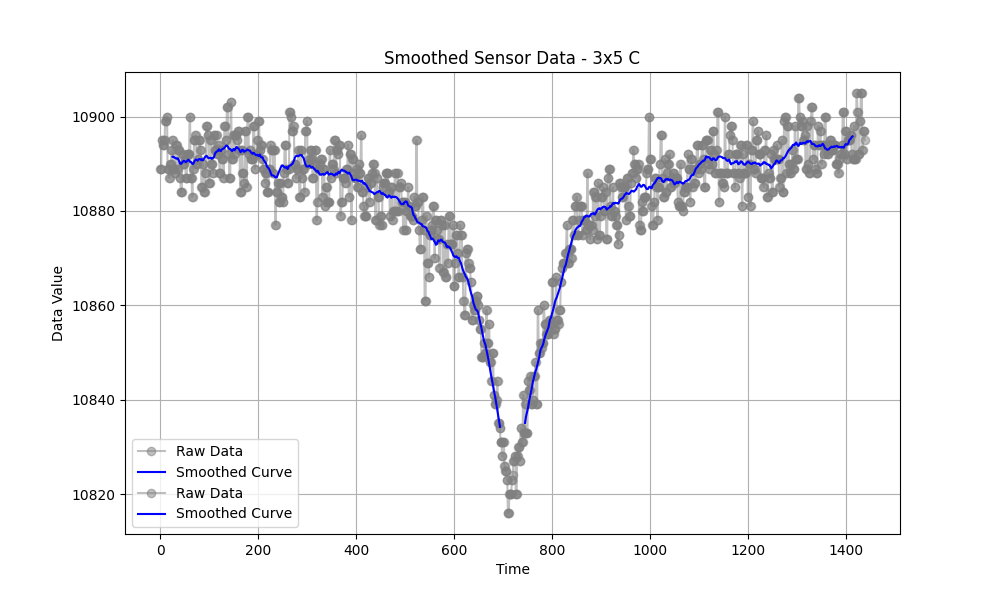 Smoothed Sensor Data - 3x5 C
Data Value
10900
10880
10860
10840
10820
Raw Data
Smoothed Curve
Raw Data
Smoothed Curve
0 200 400 600 800 1000 1200 1400
Time